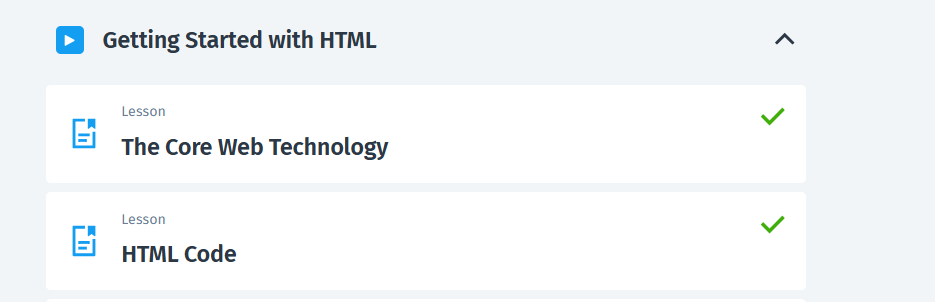 Getting Started with HTML
Lesson
The Core Web Technology
Lesson
HTML Code